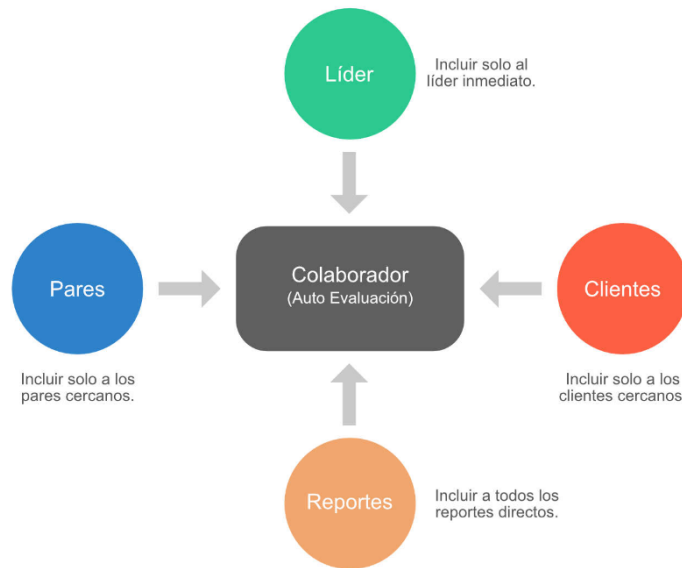 Líder
Incluir solo al
líder inmediato.
Pares
Colaborador
(Auto Evaluación)
Clientes
Incluir solo a los
pares cercanos.
Incluir solo a los
clientes cercanos
Reportes
Incluir a todos los
reportes directos.